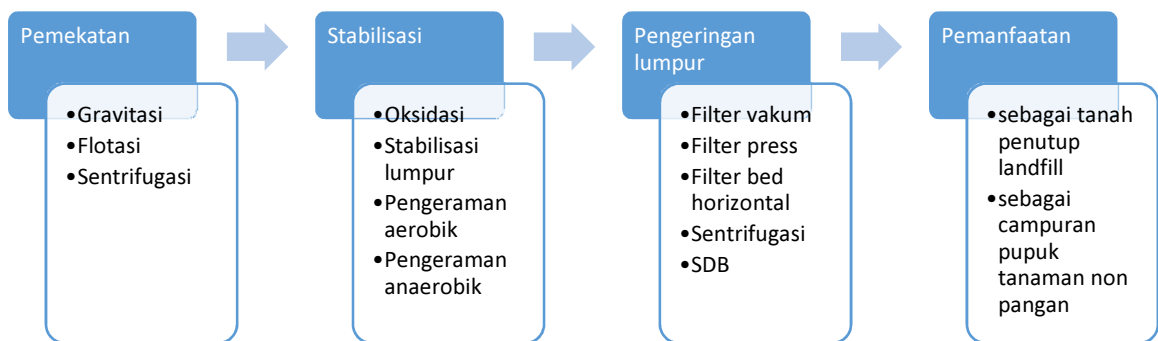 Pemekatan
•Gravitasi
•Flotasi
•Sentrifugasi
Stabilisasi
•Oksidasi
•Stabilisasi
lumpur
•Pengeraman
aerobik
•Pengeraman
anaerobik
Pengeringan
lumpur
•Filter vakum
•Filter press
•Filter bed
horizontal
•Sentrifugasi
•SDB
Pemanfaatan
•sebagai tanah
penutup
landfill
•sebagai
campuran
pupuk
tanaman non
pangan